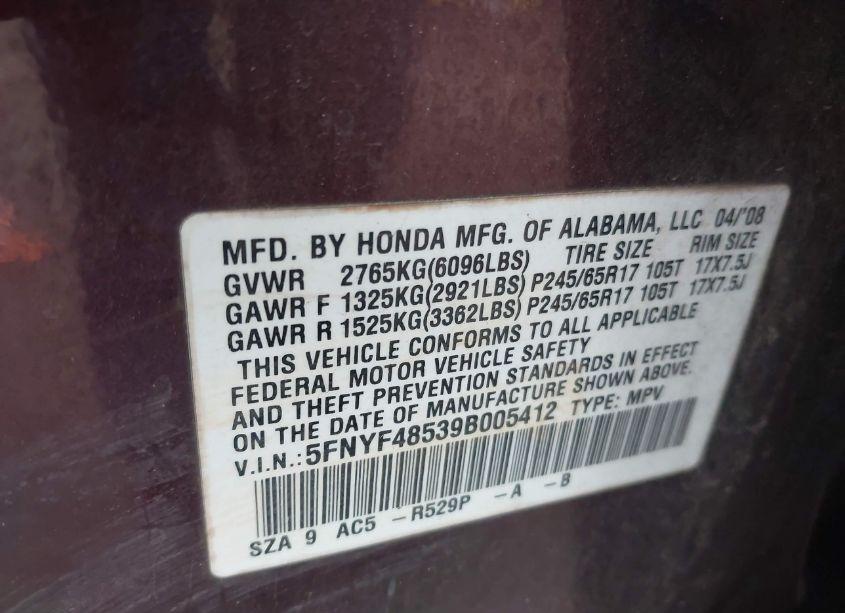 MFD. BY HONDA MFG. OF ALABAMA, LLC 04/'08
GVWR 2765KG(6096LBS) TIRE SIZE RIM SIZE
GAWR F 1325KG(2921LBS) P245/65R17 105T 17X7.5J
GAWR R 1525KG(3362LBS) P245/65R17 105T 17X7.5J
THIS VEHICLE CONFORMS TO ALL APPLICABLE
FEDERAL MOTOR VEHICLE SAFETY
AND THEFT PREVENTION STANDARDS IN EFFECT
ON THE DATE OF MANUFACTURE SHOWN ABOVE.
V.I.N.:5FNYF48539B005412 TYPE: MPV
SZA 9 AC5 -R529P -A -B